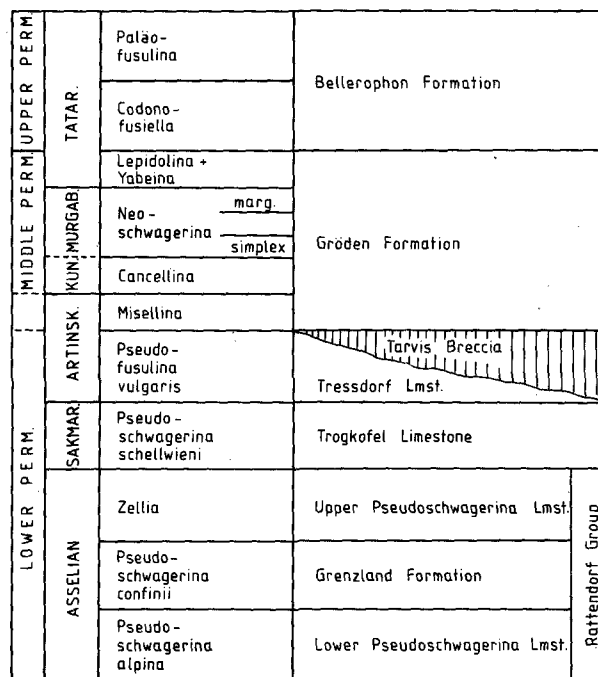 UPPER PERM.
MIDDLE PERM.
LOWER PERM.
TATAR.
MURGAB.
KUN.
ARTINSK.
SAKMAR.
ASSELIAN
Paläo-
fusulina
Codono-
fusiella
Lepidolina +
Yabeina
Neo-
schwagerina
marg.
simplex
Cancellina
Misellina
Pseudo-
fusulina
vulgaris
Pseudo-
schwagerina
schellwieni
Zellia
Pseudo-
schwagerina
confinii
Pseudo-
schwagerina
alpina
Bellerophon Formation
Gröden Formation
Tarvis Breccia
Tressdorf Lmst.
Trogkofel Limestone
Upper Pseudoschwagerina Lmst.
Grenzland Formation
Lower Pseudoschwagerina Lmst.
Rattendorf Group